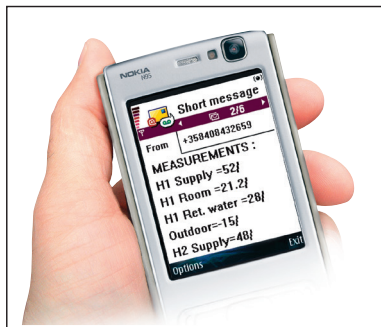 NOKIA
N95
Short message
2/6
From +358408432659
MEASUREMENTS :
H1 Supply =52}
H1 Room =21.2}
H1 Ret. water =28}
Outdoor=-15}
H2 Supply=48}
Options Exit